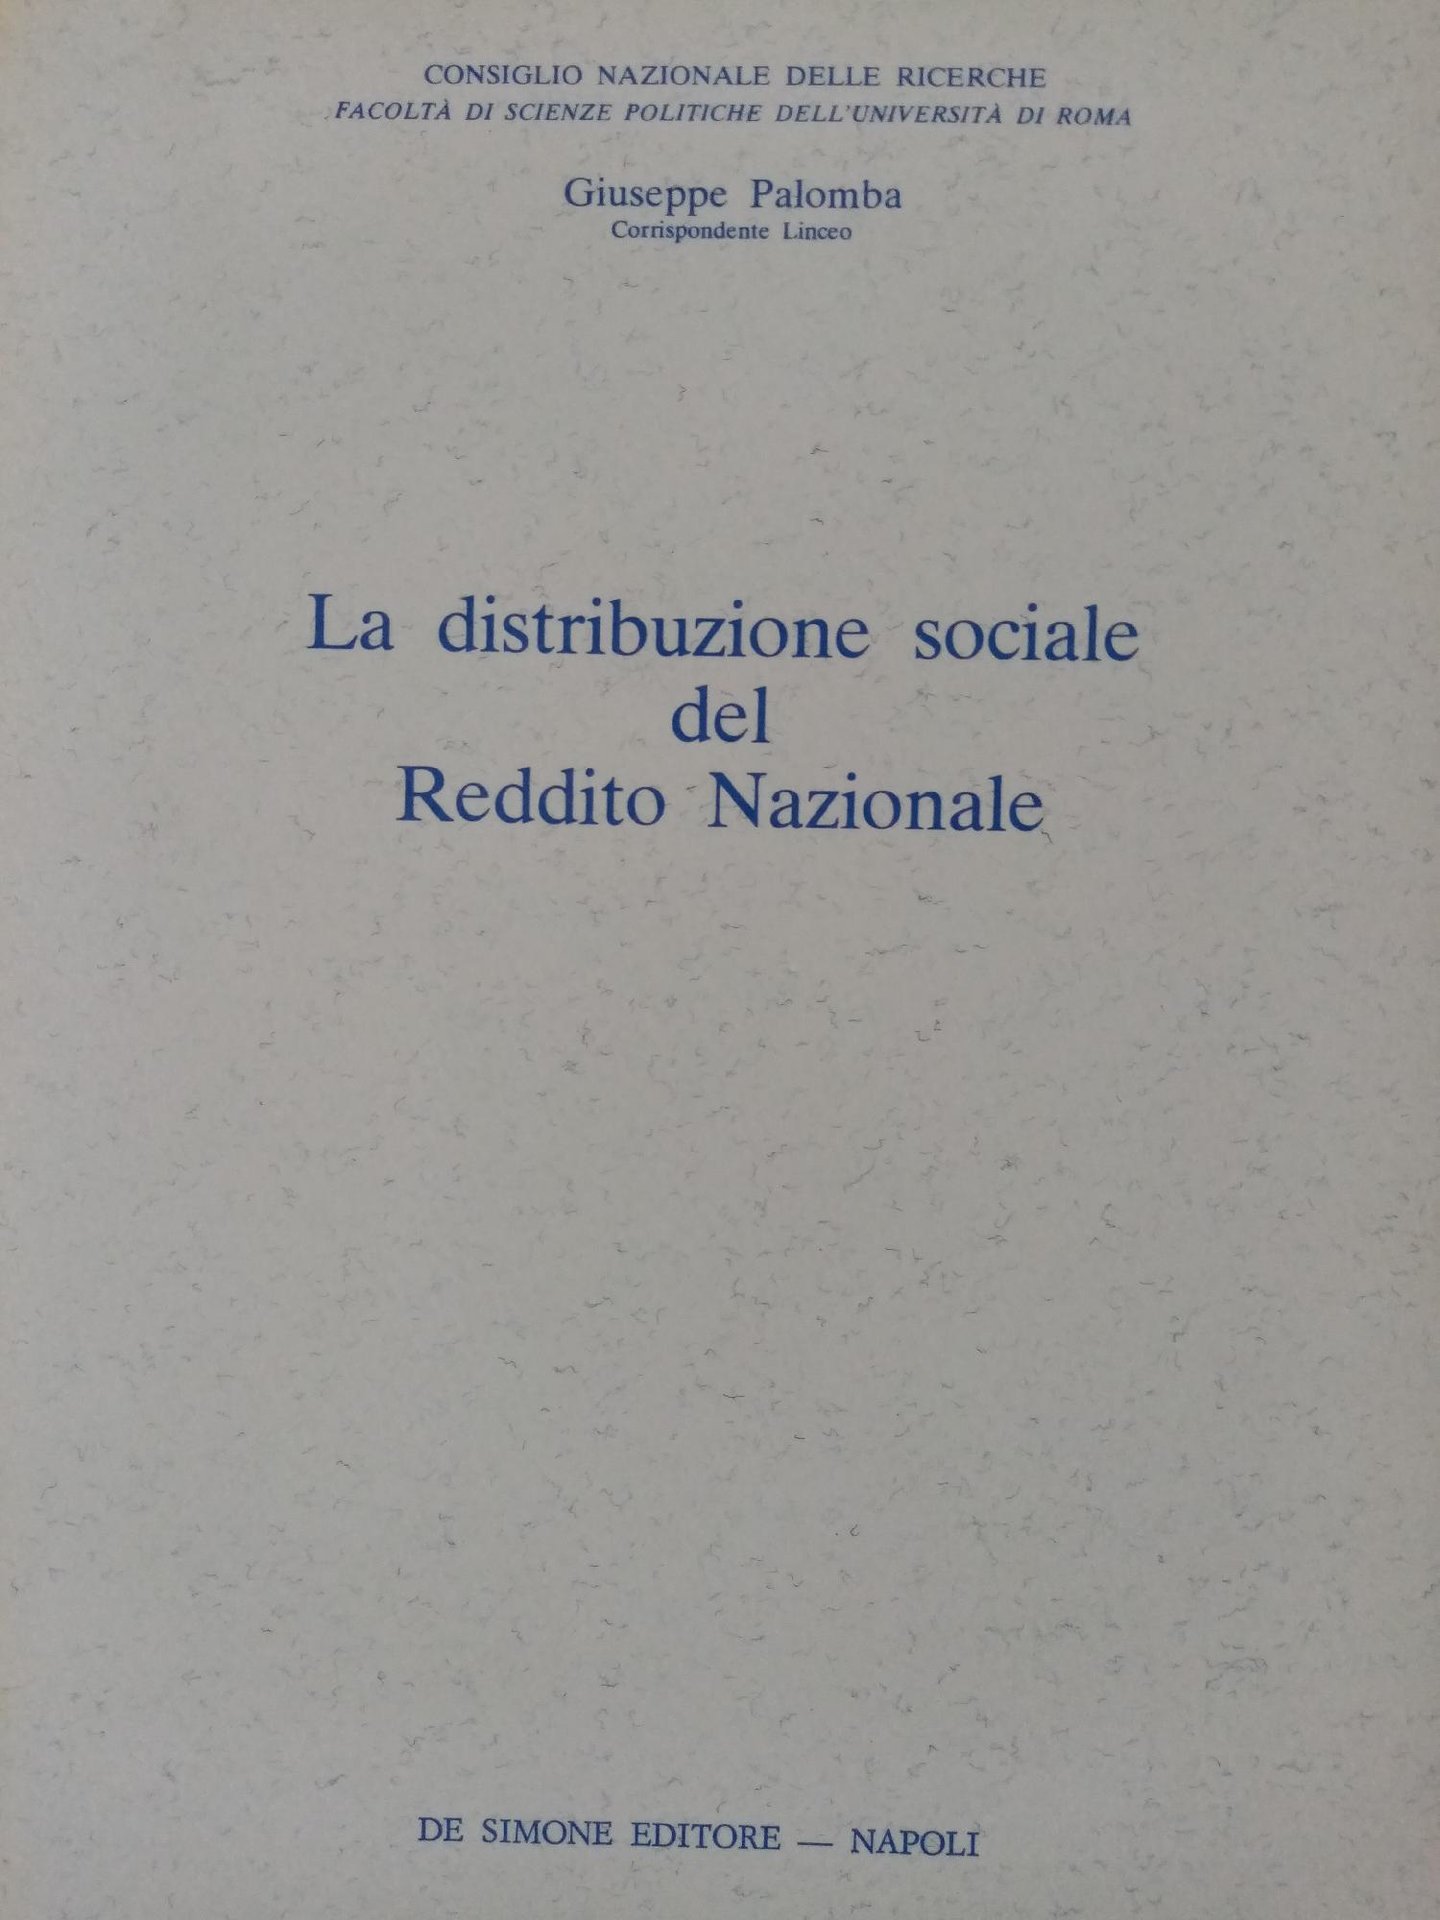 CONSIGLIO NAZIONALE DELLE RICERCHE
FACOLTÀ DI SCIENZE POLITICHE DELL'UNIVERSITÀ DI ROMA
Giuseppe Palomba
Corrispondente Linceo
La distribuzione sociale
del
Reddito Nazionale
DE SIMONE EDITORE — NAPOLI